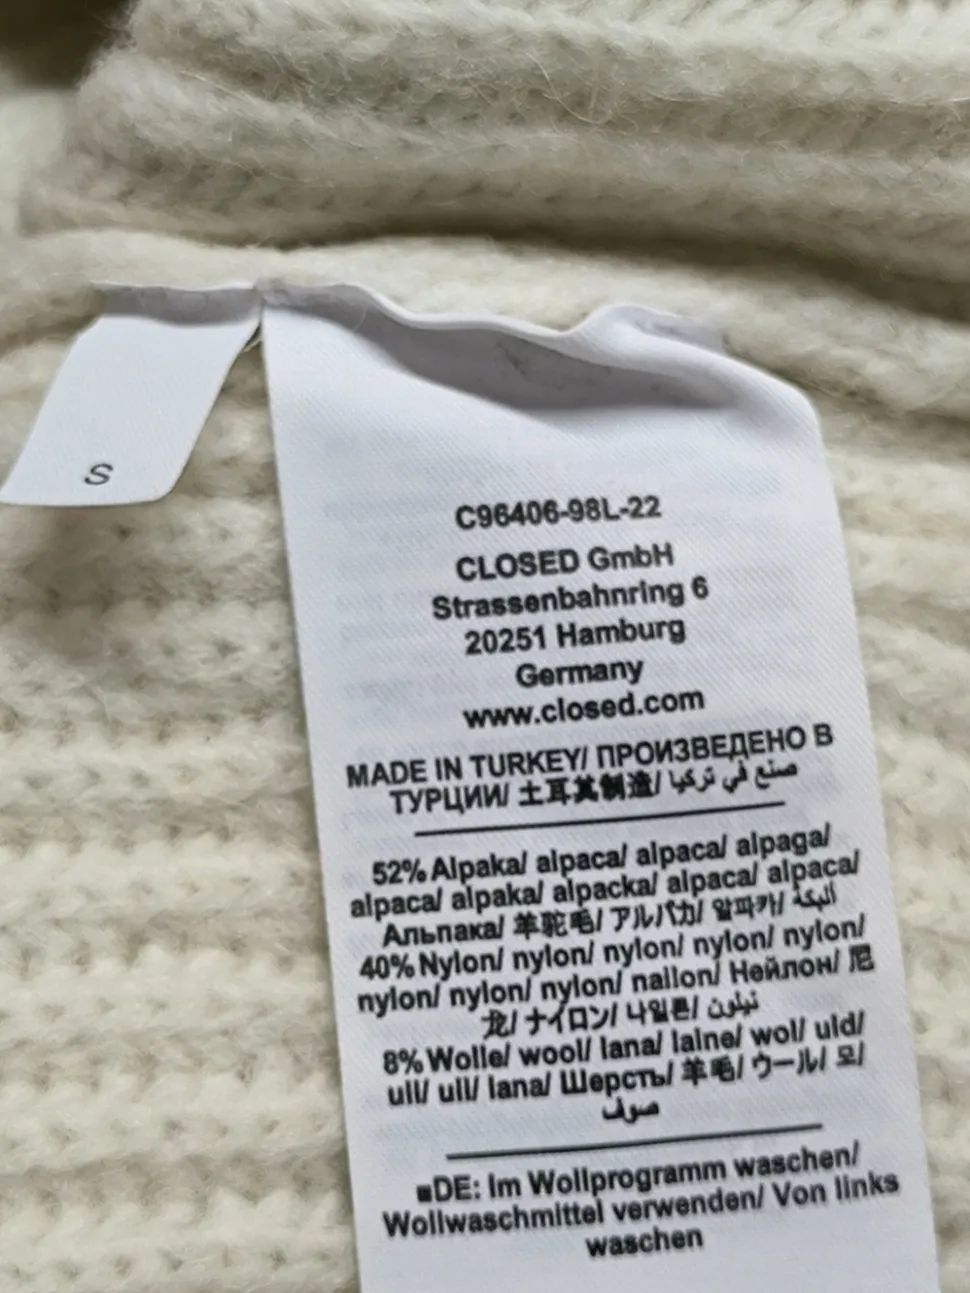 S
C96406-98L-22
CLOSED GmbH
Strassenbahnring 6
20251 Hamburg
Germany
www.closed.com
MADE IN TURKEY/ ПРОИЗВЕДЕНО В
ТУРЦИИ/ 土耳其制造/ صنع في تركيا
52% Alpaka/ alpaca/ alpaca/ alpaga/
alpaca/ alpaka/ alpacka/ alpaca/ alpaca/
Альпака/ 羊驼毛/ アルパカ/ 알파카/ ألبكة
40% Nylon/ nylon/ nylon/ nylon/ nylon/
nylon/ nylon/ nylon/ nailon/ Нейлон/ 尼
龙/ ナイロン/ 나일론/ نيلون
8% Wolle/ wool/ lana/ laine/ wol/ uld/
ull/ ull/ lana/ Шерсть/ 羊毛/ ウール/ 모/
صوف
■DE: Im Wollprogramm waschen/
Wollwaschmittel verwenden/ Von links
waschen